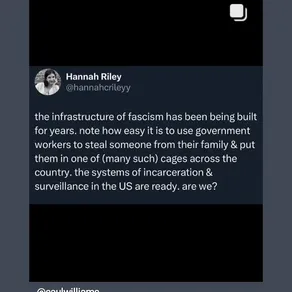 Hannah Riley
@hannahcrileyy
the infrastructure of fascism has been being built
for years. note how easy it is to use government
workers to steal someone from their family & put
them in one of (many such) cages across the
country. the systems of incarceration &
surveillance in the US are ready. are we?
@saulwilliams